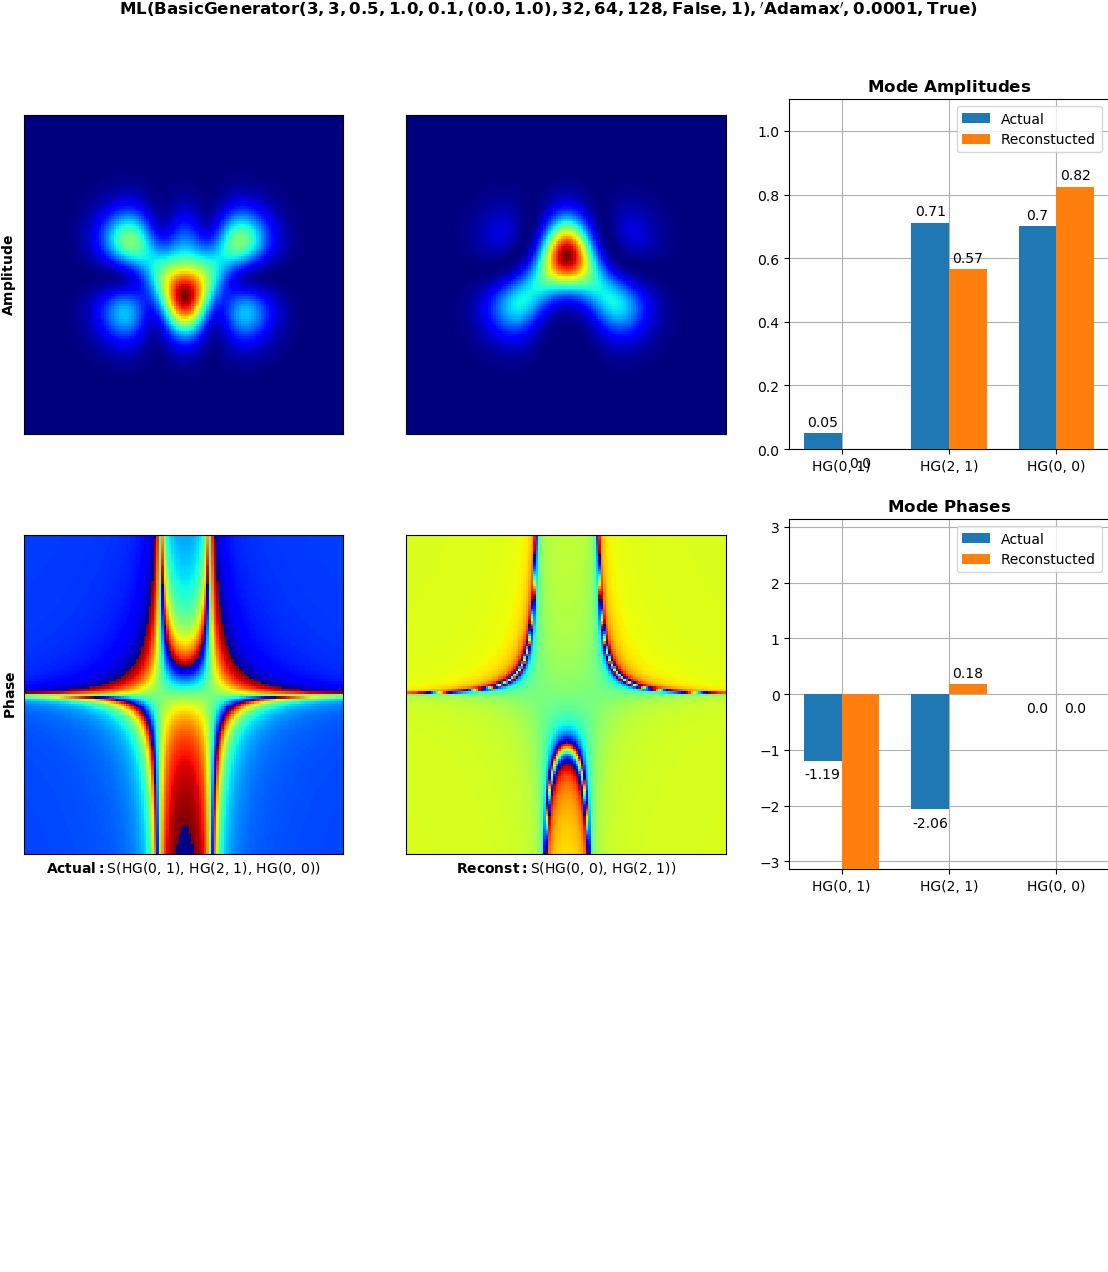 ML(BasicGenerator(3, 3, 0.5, 1.0, 0.1, (0.0, 1.0), 32, 64, 128, False, 1), ′Adamax′, 0.0001, True)
Mode Amplitudes
Actual
Reconstucted
1.0
0.8
0.6
0.4
0.2
0.0
0.05
0.0
0.71
0.57
0.7
0.82
HG(0, 1)
HG(2, 1)
HG(0, 0)
Amplitude
Mode Phases
Actual
Reconstucted
3
2
1
0
−1
−2
−3
-1.19
-2.06
0.18
0.0
0.0
HG(0, 1)
HG(2, 1)
HG(0, 0)
Phase
Actual: S(HG(0, 1), HG(2, 1), HG(0, 0))
Reconst: S(HG(0, 0), HG(2, 1))